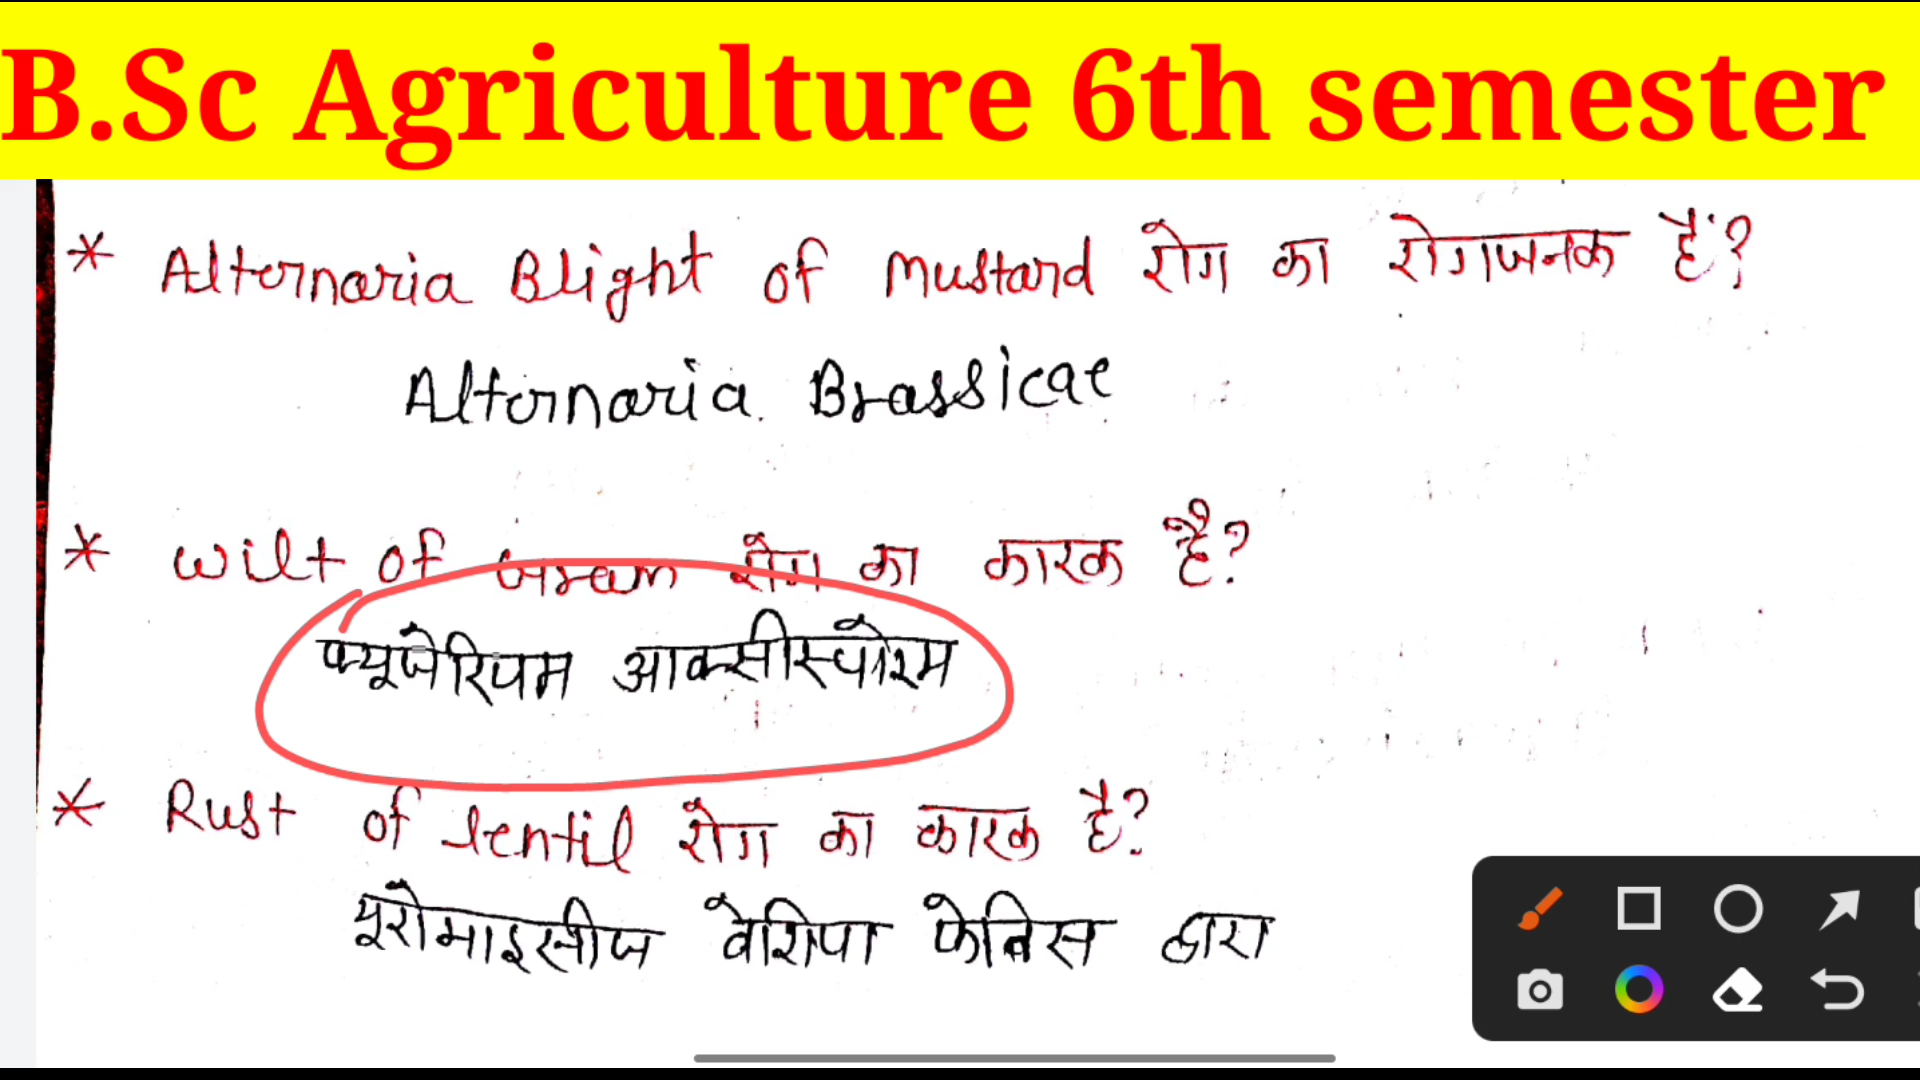 B.Sc Agriculture 6th semester
* Alternaria Blight of Mustard रोग का रोगजनक हैं?
Alternaria Brassicae
* Wilt of Gram रोग का कारक है?
फ्यूजेरियम आक्सीस्पोरम
* Rust of lentil रोग का कारक है?
यूरोमाइसीज वेशिया फेबिस द्वारा